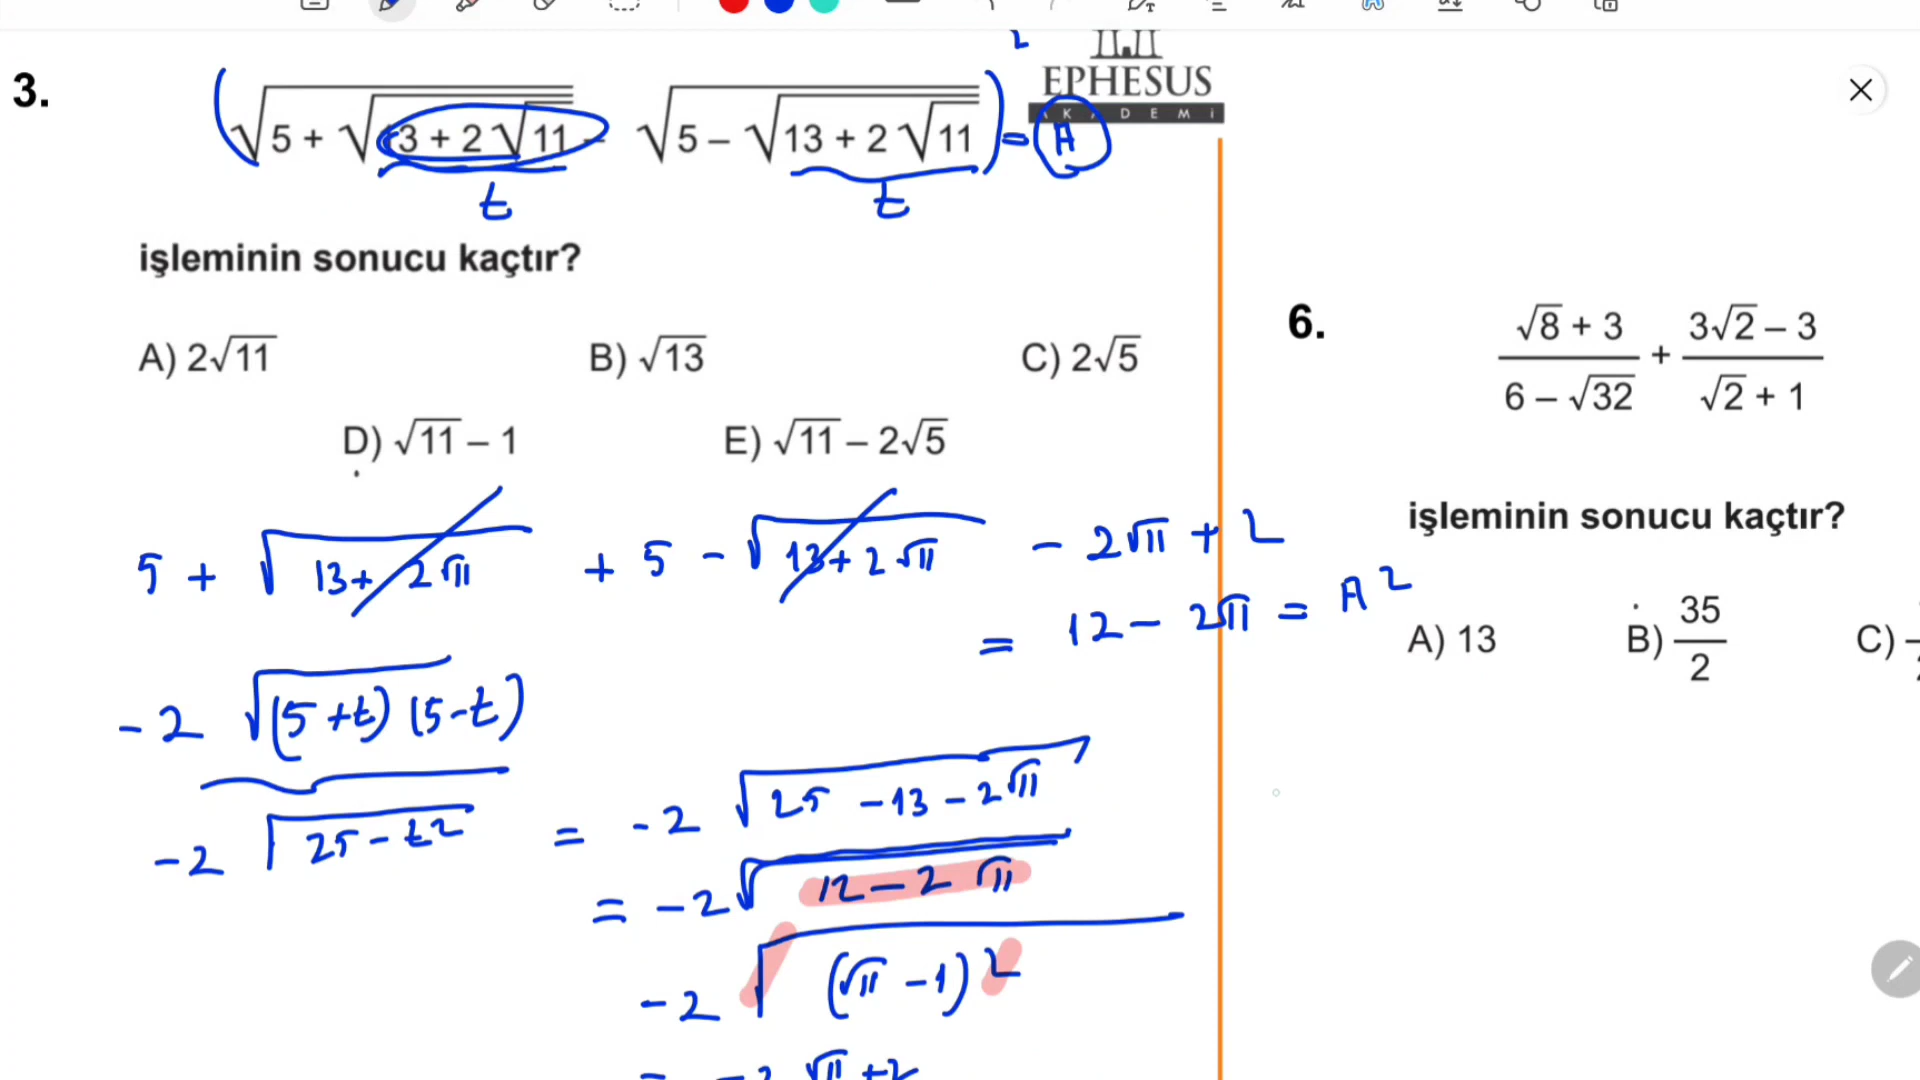 3. (√(5 + √(13 + 2√11)) – √(5 – √(13 + 2√11)))² = A
t t
EPHESUS
K A D E M İ
işleminin sonucu kaçtır?
A) 2√11 B) √13 C) 2√5
D) √11 – 1 E) √11 – 2√5
5 + √(13 + 2√11) + 5 – √(13 + 2√11) – 2√11 + 2
= 12 – 2√11 = A²
–2 √((5+t)(5–t))
–2 √(25 – t²) = –2 √(25 – 13 – 2√11)
= –2 √(12 – 2√11)
–2 √((√11 – 1)²)
= –2 √11 + 2
6. (√8 + 3)/(6 – √32) + (3√2 – 3)/(√2 + 1)
işleminin sonucu kaçtır?
A) 13 B) 35/2 C)